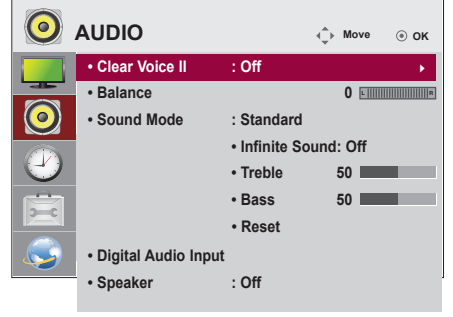 AUDIO Move OK
• Clear Voice II : Off
• Balance 0 L R
• Sound Mode : Standard
• Infinite Sound: Off
• Treble 50
• Bass 50
• Reset
• Digital Audio Input
• Speaker : Off